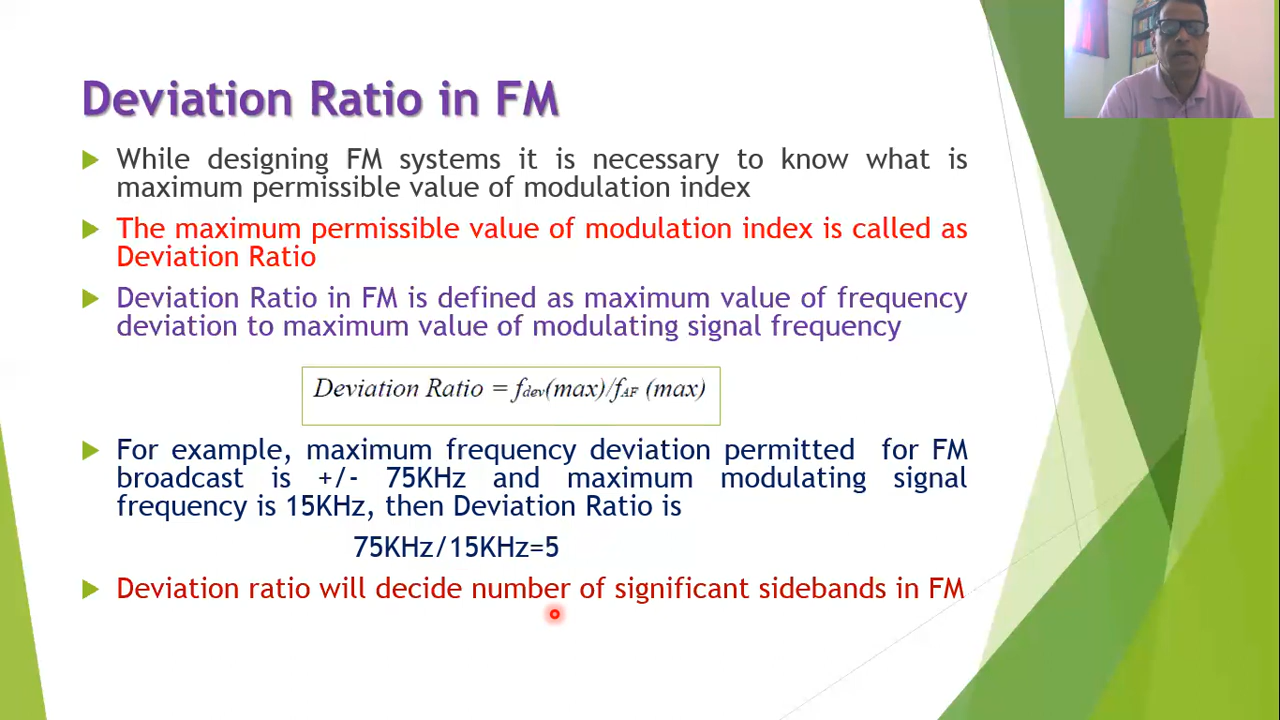 Deviation Ratio in FM
While designing FM systems it is necessary to know what is
maximum permissible value of modulation index
The maximum permissible value of modulation index is called as
Deviation Ratio
Deviation Ratio in FM is defined as maximum value of frequency
deviation to maximum value of modulating signal frequency
Deviation Ratio = fdev(max)/fAF (max)
For example, maximum frequency deviation permitted for FM
broadcast is +/- 75KHz and maximum modulating signal
frequency is 15KHz, then Deviation Ratio is
75KHz/15KHz=5
Deviation ratio will decide number of significant sidebands in FM